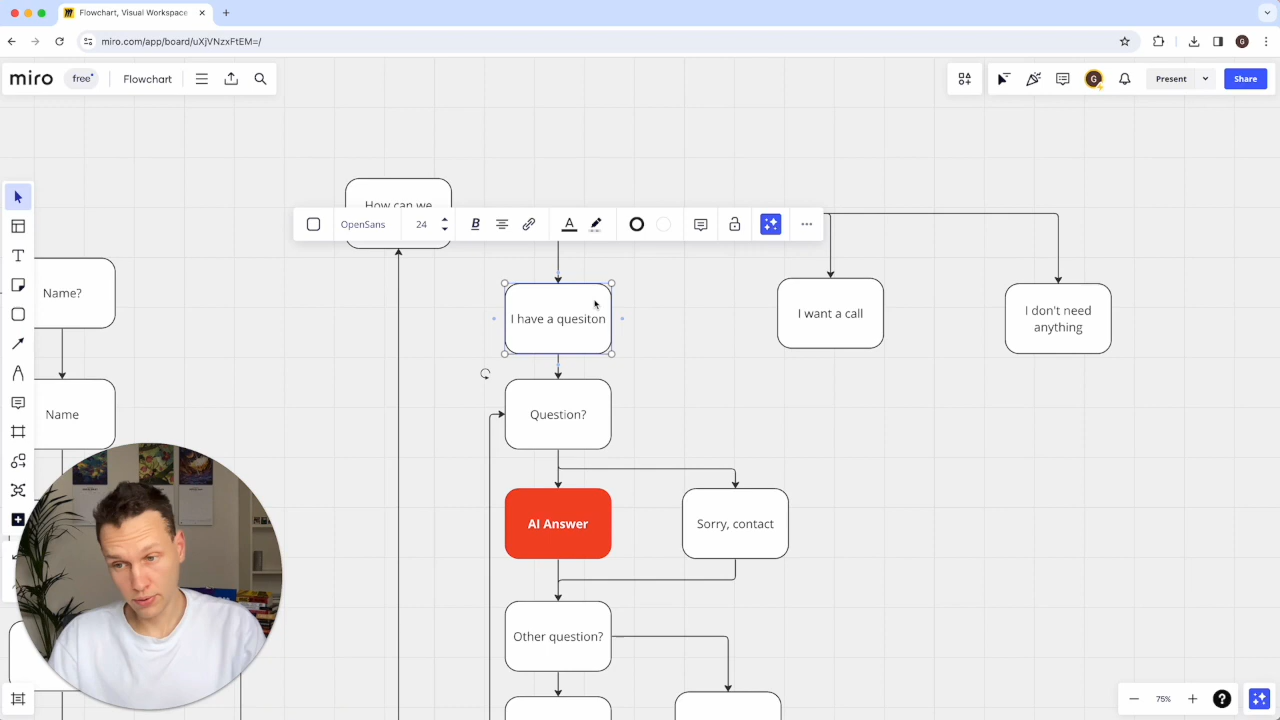 Flowchart, Visual Workspace
miro.com/app/board/uXjVNzxFtEM=/
G
miro
free
Flowchart
G
Present
Share
How can we
OpenSans
24
B
A
Name?
I have a quesiton
I want a call
I don't need
anything
Name
Question?
AI Answer
Sorry, contact
Other question?
75%
?